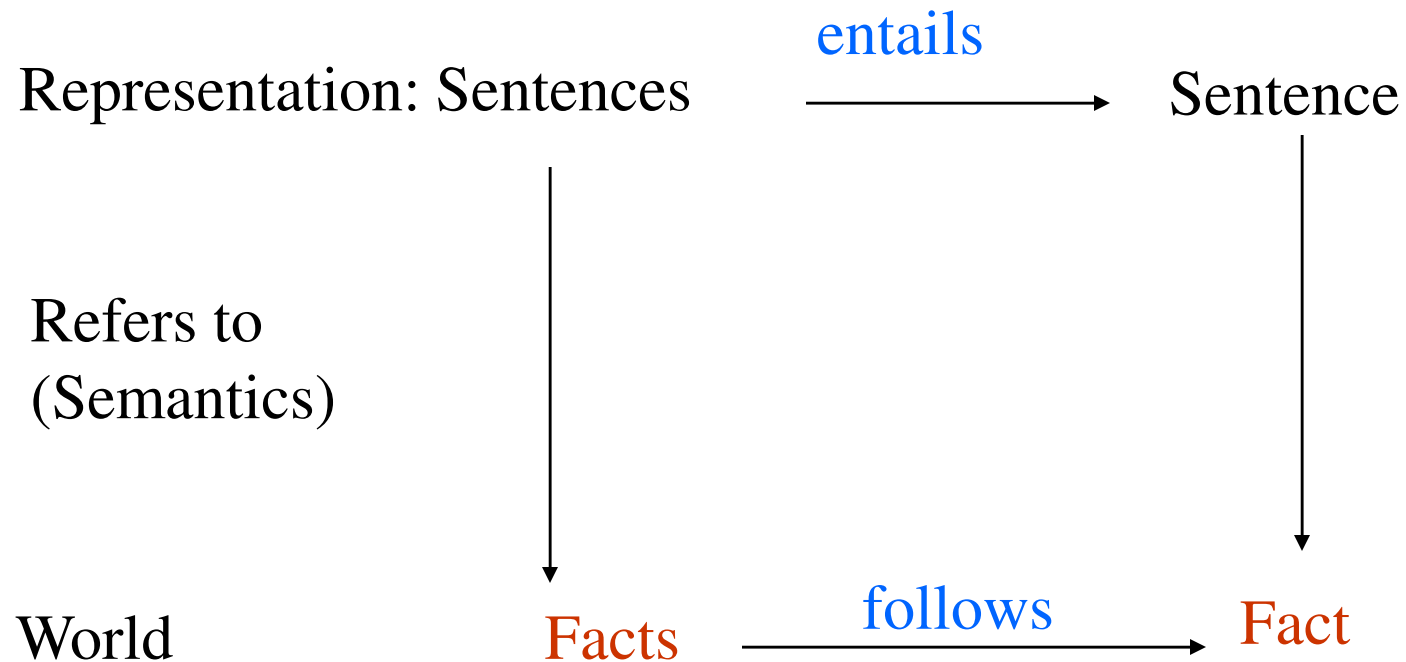 entails
Representation: Sentences
Sentence
Refers to
(Semantics)
follows
World
Facts
Fact